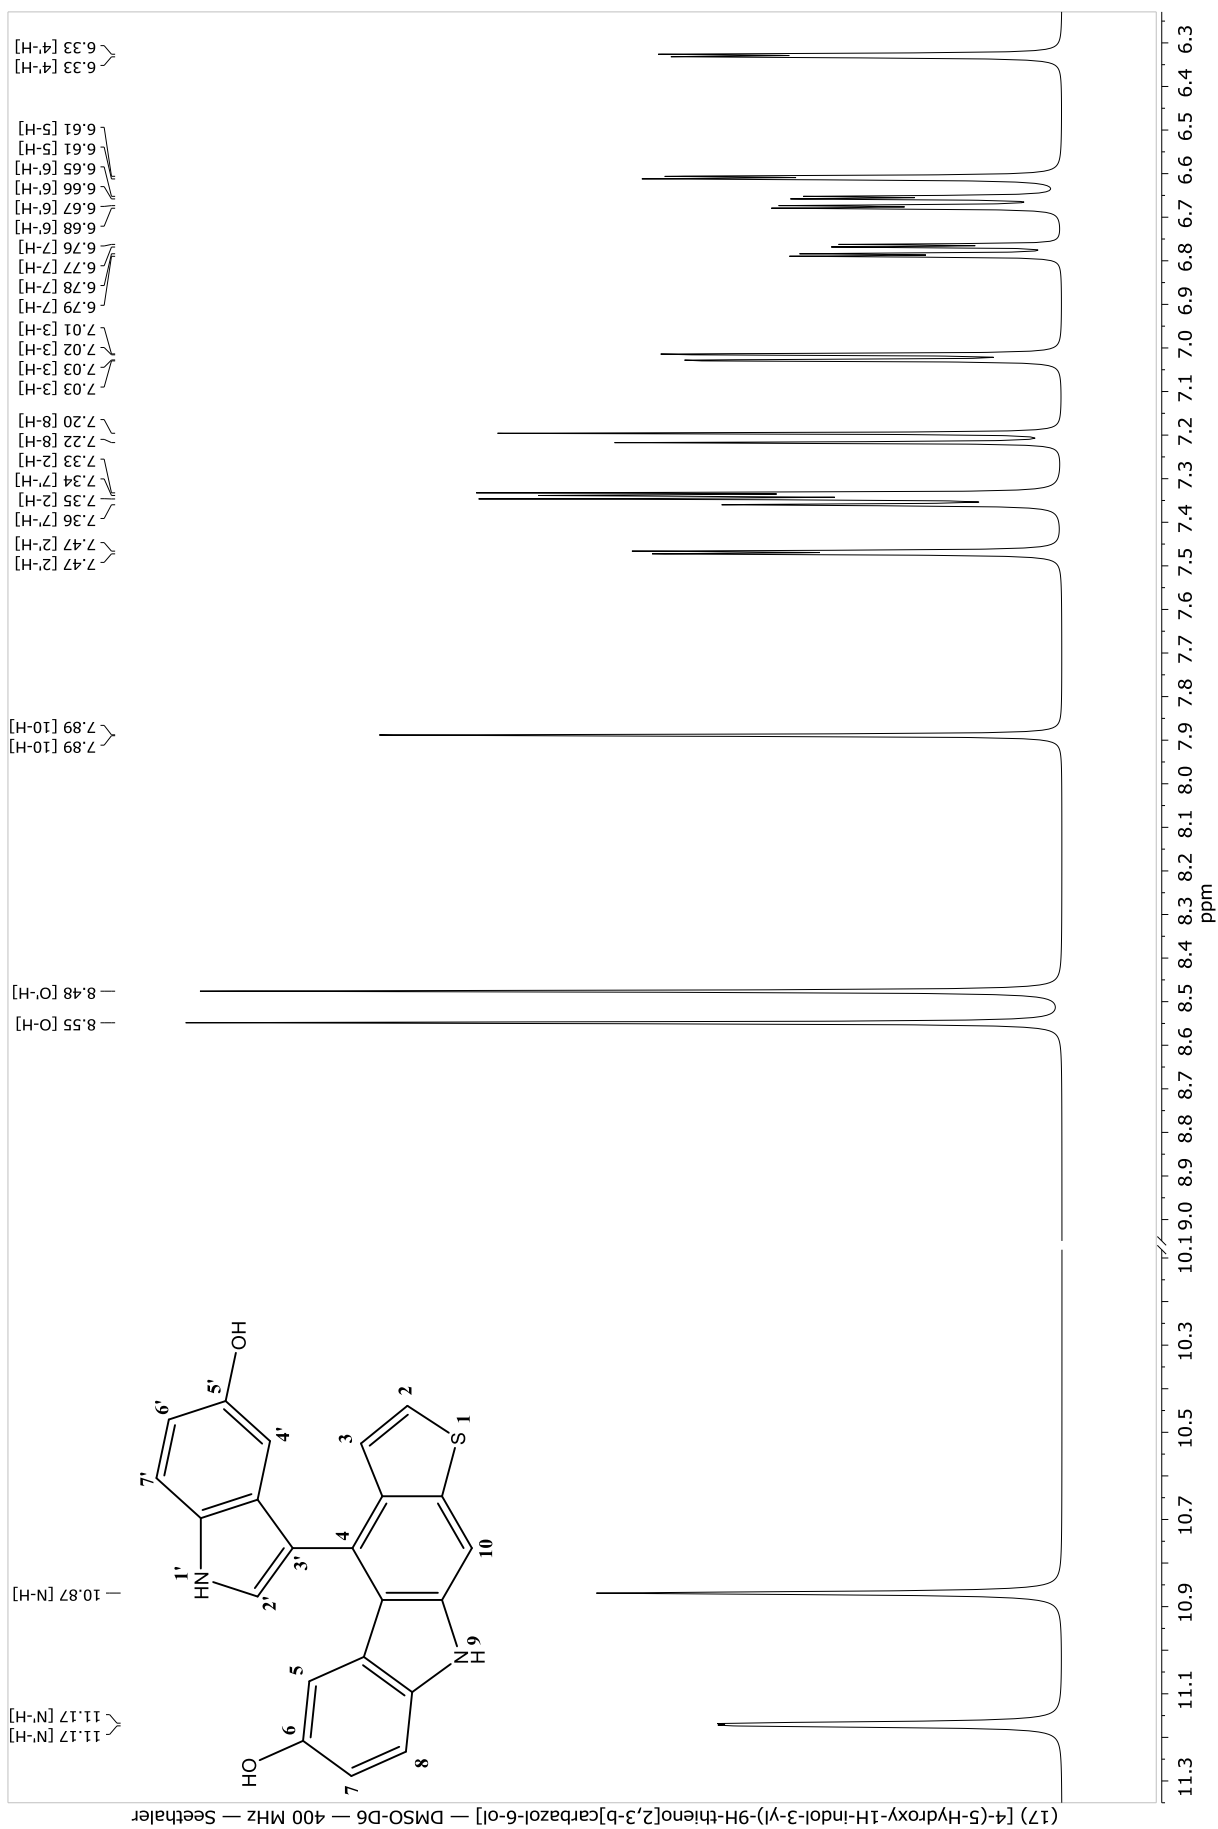 (17) [4-(5-Hydroxy-1H-indol-3-yl)-9H-thieno[2,3-b]carbazol-6-ol] — DMSO-D6 — 400 MHz — Seethaler
11.17 [N'-H]
11.17 [N'-H]
10.87 [N-H]
8.55 [O-H]
8.48 [O'-H]
7.89 [10-H]
7.89 [10-H]
7.47 [2'-H]
7.47 [2'-H]
7.36 [7'-H]
7.35 [2-H]
7.34 [7'-H]
7.33 [2-H]
7.22 [8-H]
7.20 [8-H]
7.03 [3-H]
7.03 [3-H]
7.02 [3-H]
7.01 [3-H]
6.79 [7-H]
6.78 [7-H]
6.77 [7-H]
6.76 [7-H]
6.68 [6'-H]
6.67 [6'-H]
6.66 [6'-H]
6.65 [6'-H]
6.61 [5-H]
6.61 [5-H]
6.33 [4'-H]
6.33 [4'-H]
HO
6
5
7
8
N
H
9
10
4
3
2
S
1
HN
1'
2'
3'
4'
5'
6'
7'
OH
11.3
11.1
10.9
10.7
10.5
10.3
10.1
9.0
8.9
8.8
8.7
8.6
8.5
8.4
8.3
8.2
8.1
8.0
7.9
7.8
7.7
7.6
7.5
7.4
7.3
7.2
7.1
7.0
6.9
6.8
6.7
6.6
6.5
6.4
6.3
ppm